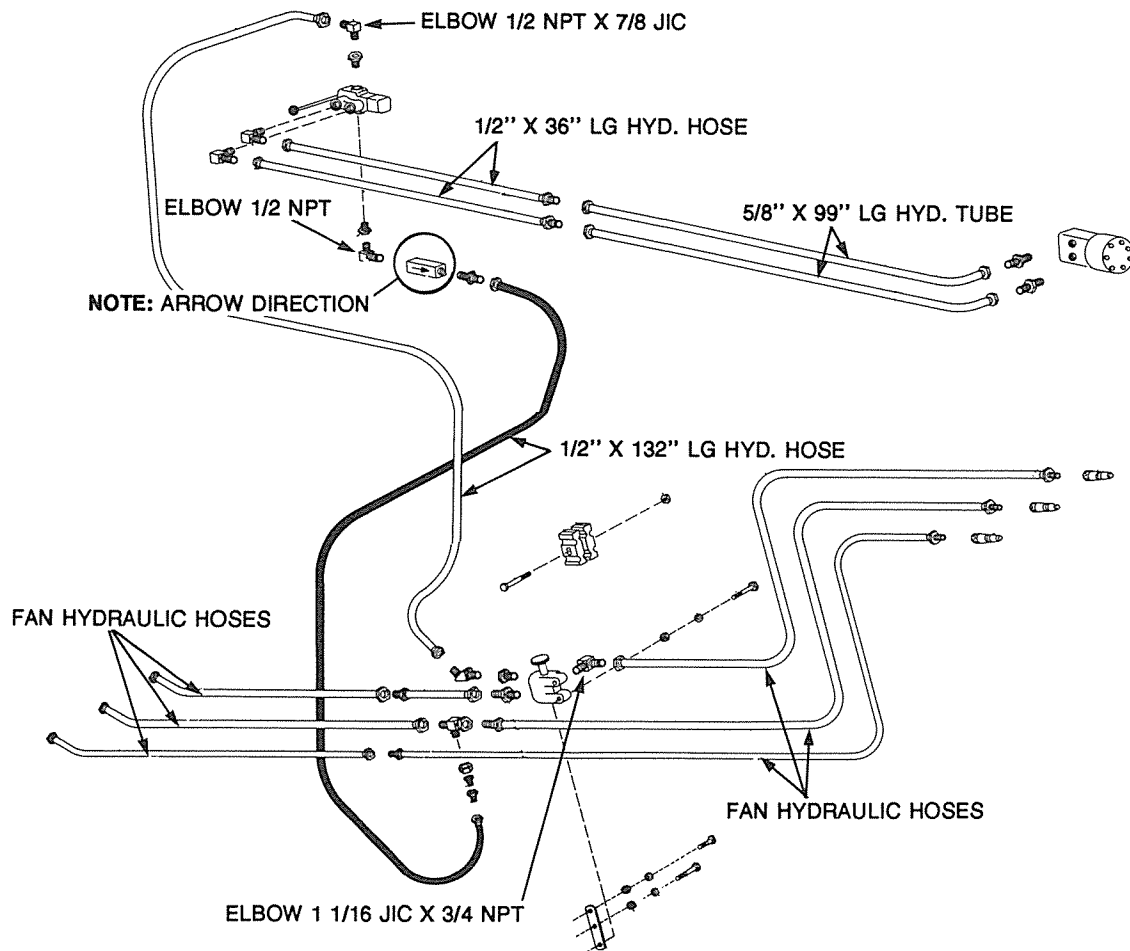 ELBOW 1/2 NPT X 7/8 JIC
1/2" X 36" LG HYD. HOSE
ELBOW 1/2 NPT
5/8" X 99" LG HYD. TUBE
NOTE: ARROW DIRECTION
1/2" X 132" LG HYD. HOSE
FAN HYDRAULIC HOSES
FAN HYDRAULIC HOSES
ELBOW 1 1/16 JIC X 3/4 NPT